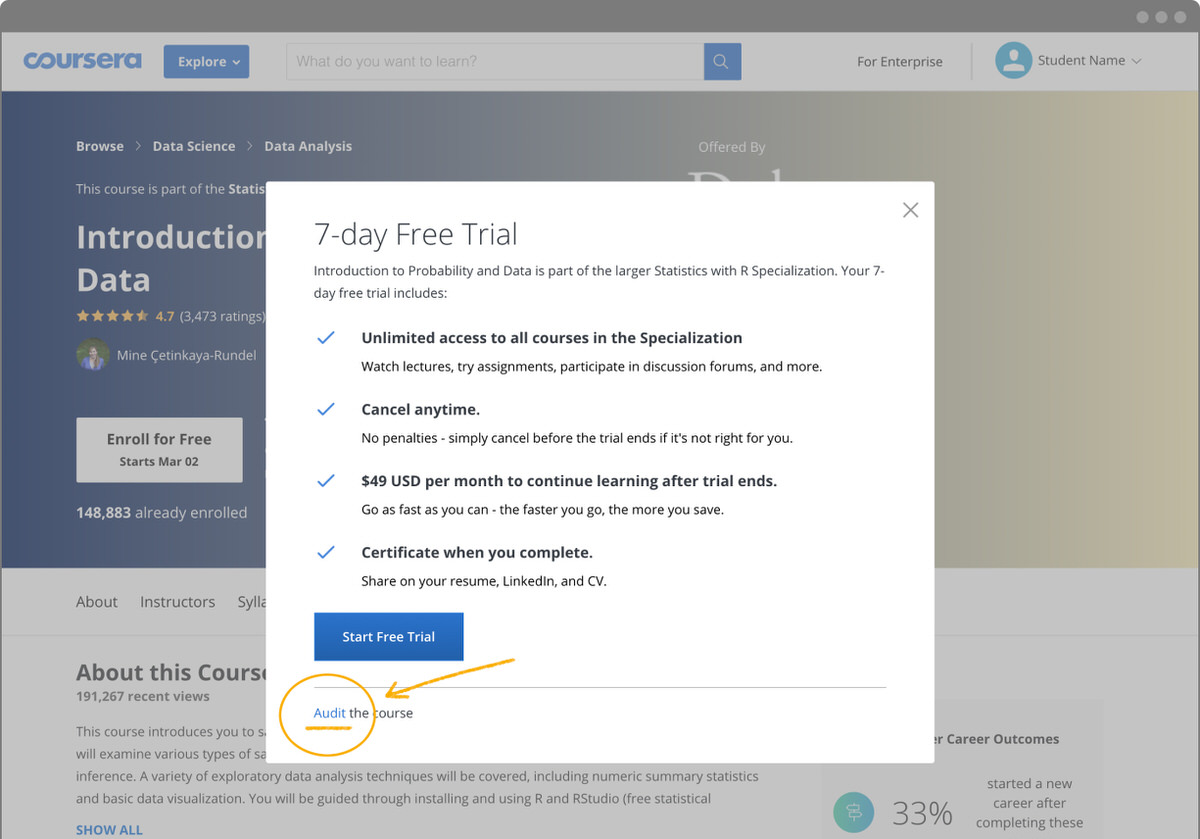 coursera
Explore
What do you want to learn?
For Enterprise
Student Name
Browse > Data Science > Data Analysis
Offered By
This course is part of the Statis
Introduction
Data
4.7 (3,473 ratings)
Mine Çetinkaya-Rundel
Enroll for Free
Starts Mar 02
148,883 already enrolled
7-day Free Trial
Introduction to Probability and Data is part of the larger Statistics with R Specialization. Your 7-
day free trial includes:
Unlimited access to all courses in the Specialization
Watch lectures, try assignments, participate in discussion forums, and more.
Cancel anytime.
No penalties - simply cancel before the trial ends if it's not right for you.
$49 USD per month to continue learning after trial ends.
Go as fast as you can - the faster you go, the more you save.
Certificate when you complete.
Share on your resume, LinkedIn, and CV.
Start Free Trial
Audit the course
About Instructors Sylla
About this Course
191,267 recent views
This course introduces you to sa
will examine various types of sa
inference. A variety of exploratory data analysis techniques will be covered, including numeric summary statistics
and basic data visualization. You will be guided through installing and using R and RStudio (free statistical
SHOW ALL
er Career Outcomes
33%
started a new
career after
completing these